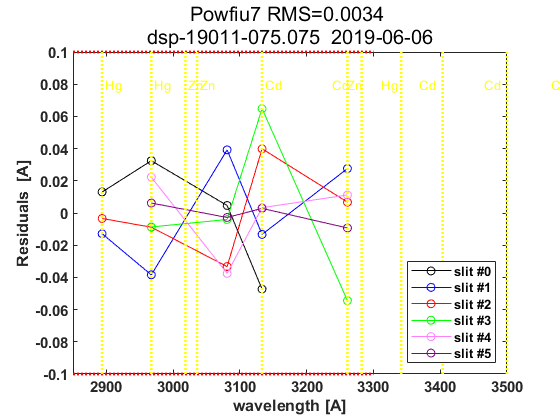 Powfiu7 RMS=0.0034
dsp-19011-075.075 2019-06-06
0.1
0.08
0.06
0.04
0.02
0
-0.02
-0.04
-0.06
-0.08
-0.1
Residuals [A]
Hg Hg Zn Zn Cd Cd Zn Hg Cd Cd
slit #0
slit #1
slit #2
slit #3
slit #4
slit #5
2900 3000 3100 3200 3300 3400 3500
wavelength [A]